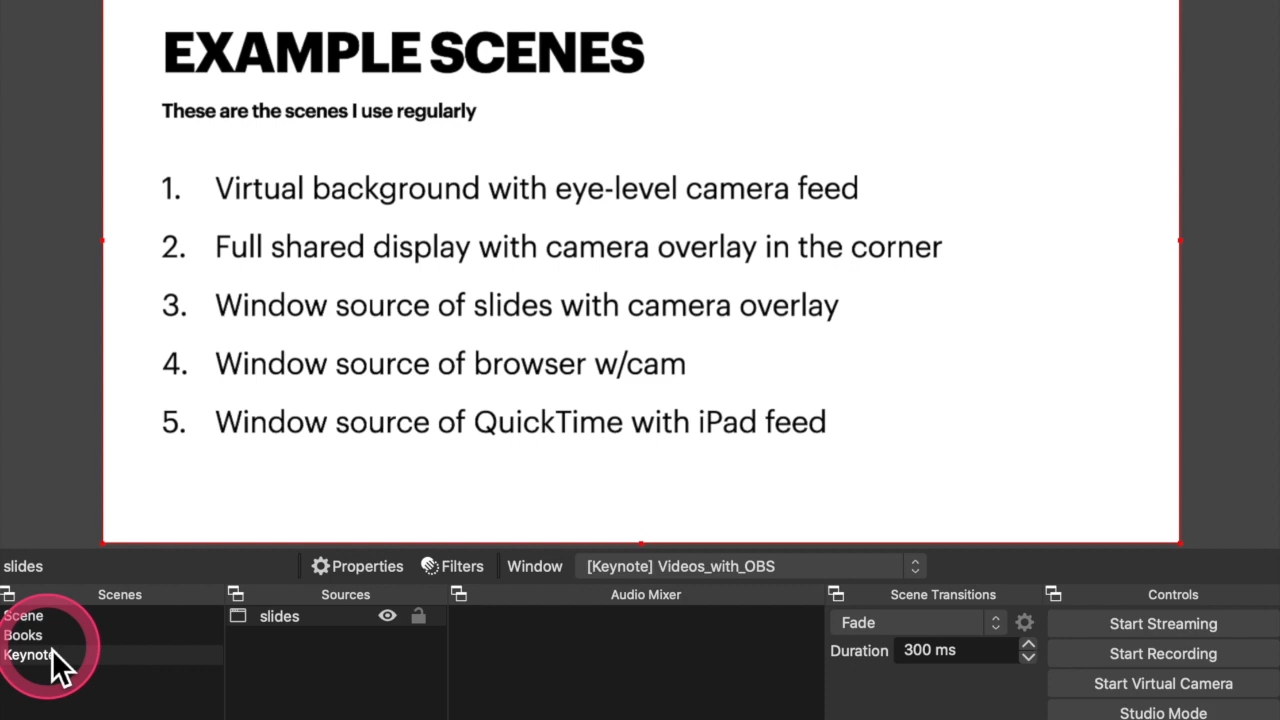 EXAMPLE SCENES
These are the scenes I use regularly
1. Virtual background with eye-level camera feed
2. Full shared display with camera overlay in the corner
3. Window source of slides with camera overlay
4. Window source of browser w/cam
5. Window source of QuickTime with iPad feed
slides
Properties
Filters
Window
[Keynote] Videos_with_OBS
Scenes
Scene
Books
Keynote
Sources
slides
Audio Mixer
Scene Transitions
Fade
Duration 300 ms
Controls
Start Streaming
Start Recording
Start Virtual Camera
Studio Mode